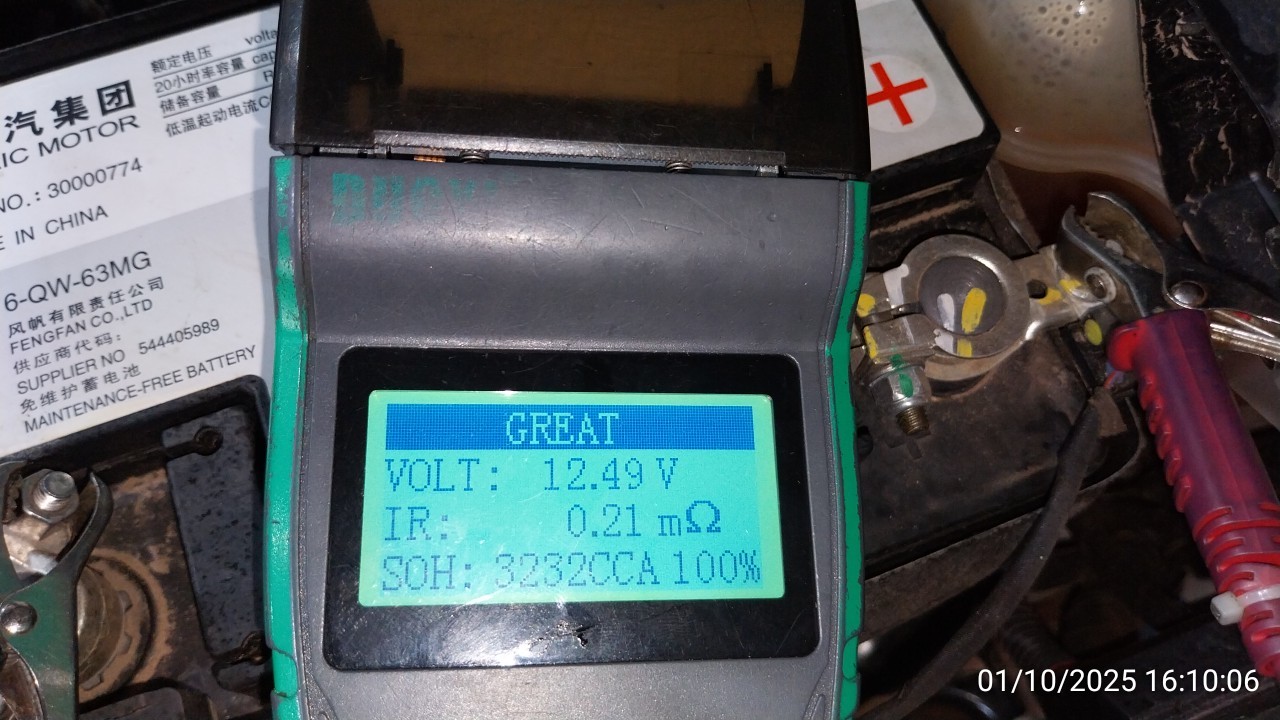 汽集团
IC MOTOR
NO.: 30000774
E IN CHINA
额定电压
20小时率容量
储备容量
低温起动电流
6-QW-63MG
风帆有限责任公司
FENGFAN CO.,LTD
供应商代码:
SUPPLIER NO 544405989
免维护蓄电池
MAINTENANCE-FREE BATTERY
+
GREAT
VOLT: 12.49 V
IR: 0.21 mΩ
SOH: 3232CCA 100%
01/10/2025 16:10:06